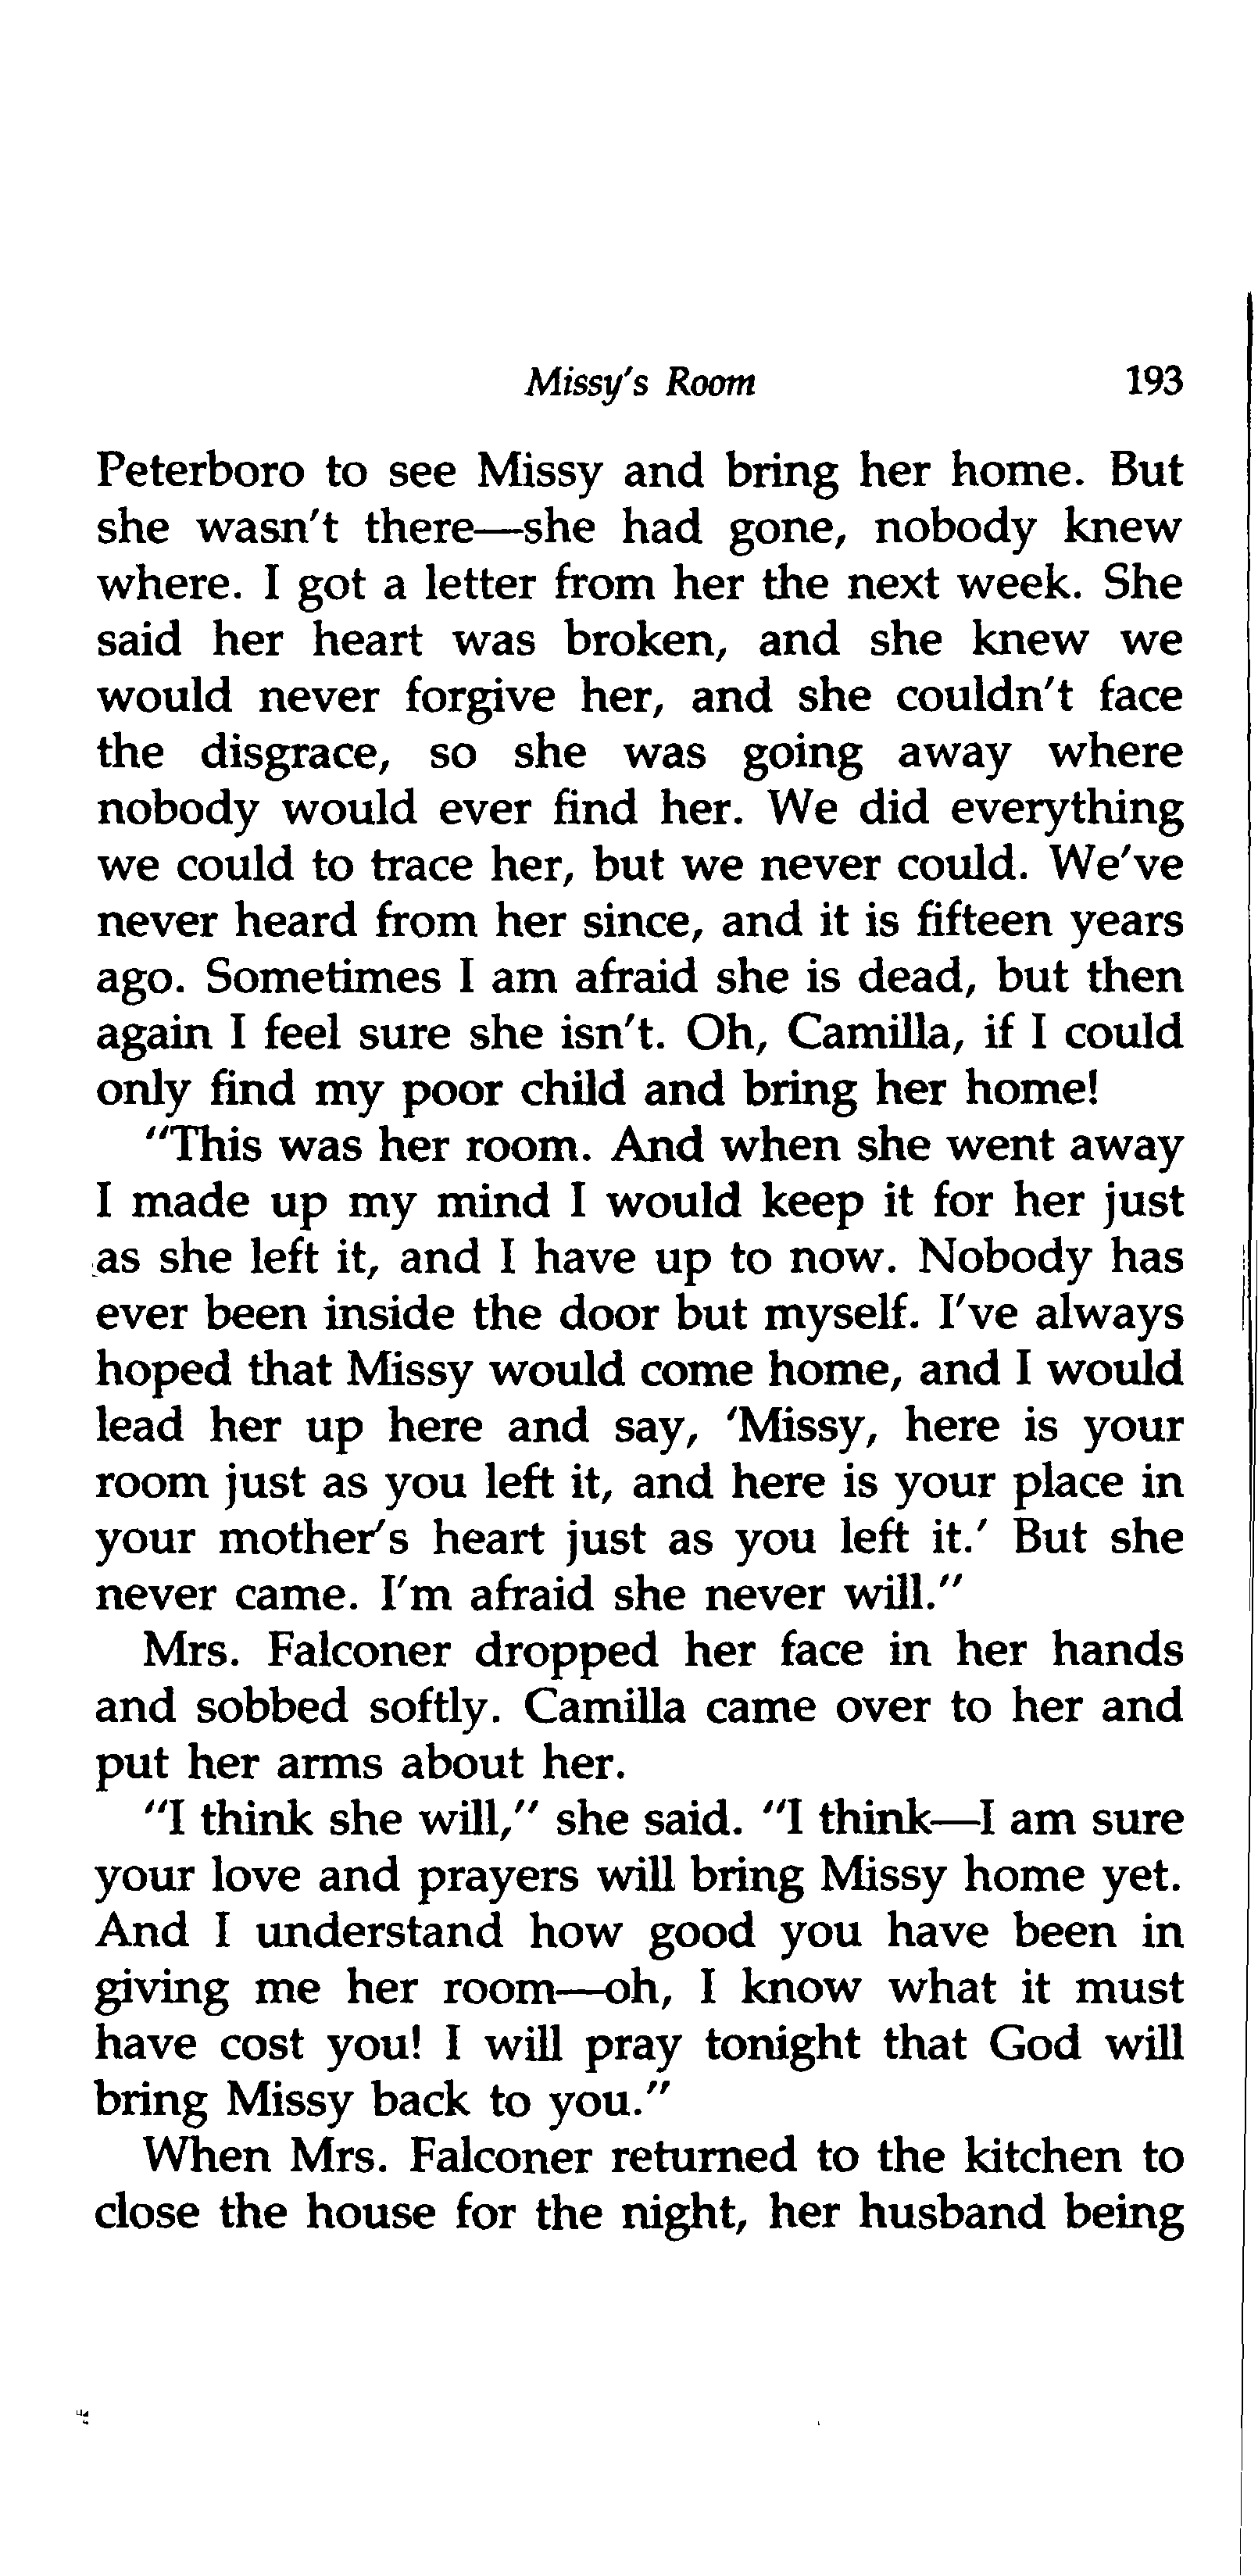 Missy's Room 193
Peterboro to see Missy and bring her home. But
she wasn't there—she had gone, nobody knew
where. I got a letter from her the next week. She
said her heart was broken, and she knew we
would never forgive her, and she couldn't face
the disgrace, so she was going away where
nobody would ever find her. We did everything
we could to trace her, but we never could. We've
never heard from her since, and it is fifteen years
ago. Sometimes I am afraid she is dead, but then
again I feel sure she isn't. Oh, Camilla, if I could
only find my poor child and bring her home!
"This was her room. And when she went away
I made up my mind I would keep it for her just
as she left it, and I have up to now. Nobody has
ever been inside the door but myself. I've always
hoped that Missy would come home, and I would
lead her up here and say, 'Missy, here is your
room just as you left it, and here is your place in
your mother's heart just as you left it.' But she
never came. I'm afraid she never will."
Mrs. Falconer dropped her face in her hands
and sobbed softly. Camilla came over to her and
put her arms about her.
"I think she will," she said. "I think—I am sure
your love and prayers will bring Missy home yet.
And I understand how good you have been in
giving me her room—oh, I know what it must
have cost you! I will pray tonight that God will
bring Missy back to you."
When Mrs. Falconer returned to the kitchen to
close the house for the night, her husband being